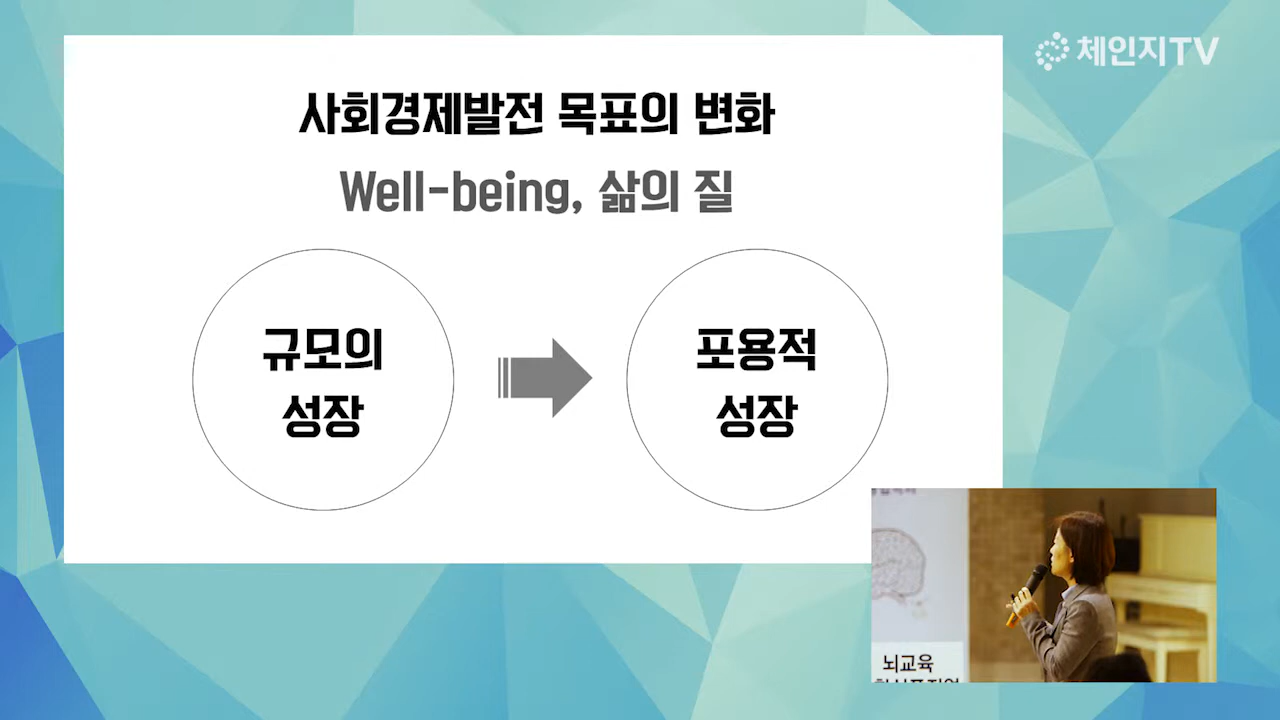 체인지TV
사회경제발전 목표의 변화
Well-being, 삶의 질
규모의
성장
포용적
성장
뇌교육